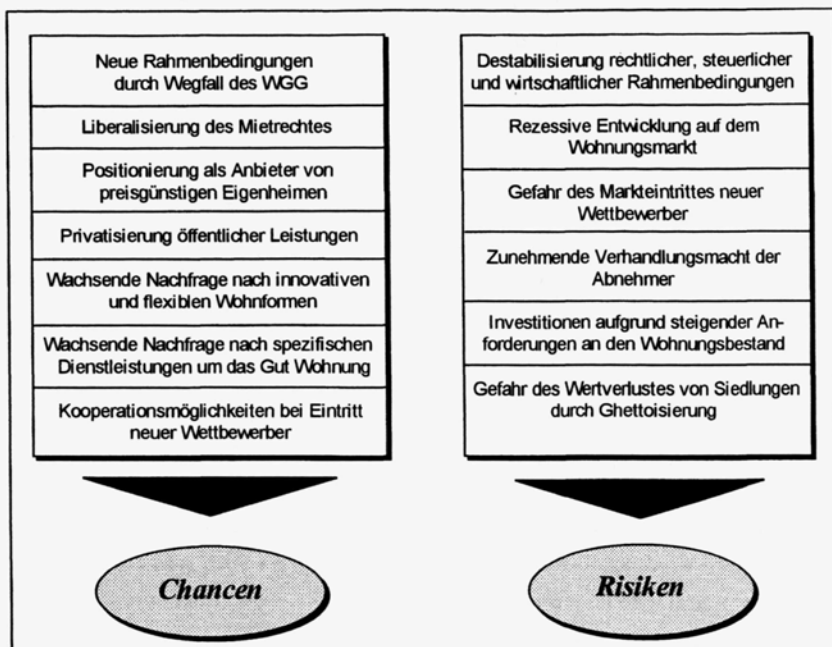 Neue Rahmenbedingungen
durch Wegfall des WGG
Liberalisierung des Mietrechtes
Positionierung als Anbieter von
preisgünstigen Eigenheimen
Privatisierung öffentlicher Leistungen
Wachsende Nachfrage nach innovativen
und flexiblen Wohnformen
Wachsende Nachfrage nach spezifischen
Dienstleistungen um das Gut Wohnung
Kooperationsmöglichkeiten bei Eintritt
neuer Wettbewerber
Chancen
Destabilisierung rechtlicher, steuerlicher
und wirtschaftlicher Rahmenbedingungen
Rezessive Entwicklung auf dem
Wohnungsmarkt
Gefahr des Markteintrittes neuer
Wettbewerber
Zunehmende Verhandlungsmacht der
Abnehmer
Investitionen aufgrund steigender An-
forderungen an den Wohnungsbestand
Gefahr des Wertverlustes von Siedlungen
durch Ghettoisierung
Risiken